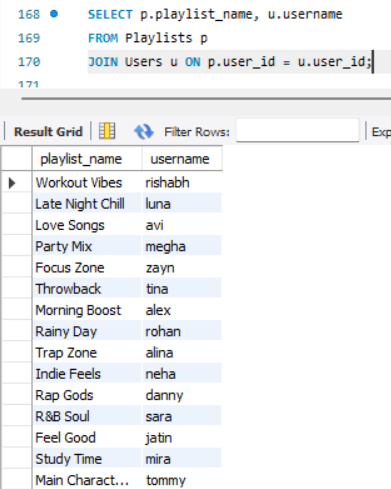 168 SELECT p.playlist_name, u.username
169 FROM Playlists p
170 JOIN Users u ON p.user_id = u.user_id;
171
Result Grid Filter Rows: Exp
playlist_name username
Workout Vibes rishabh
Late Night Chill luna
Love Songs avi
Party Mix megha
Focus Zone zayn
Throwback tina
Morning Boost alex
Rainy Day rohan
Trap Zone alina
Indie Feels neha
Rap Gods danny
R&B Soul sara
Feel Good jatin
Study Time mira
Main Charact... tommy